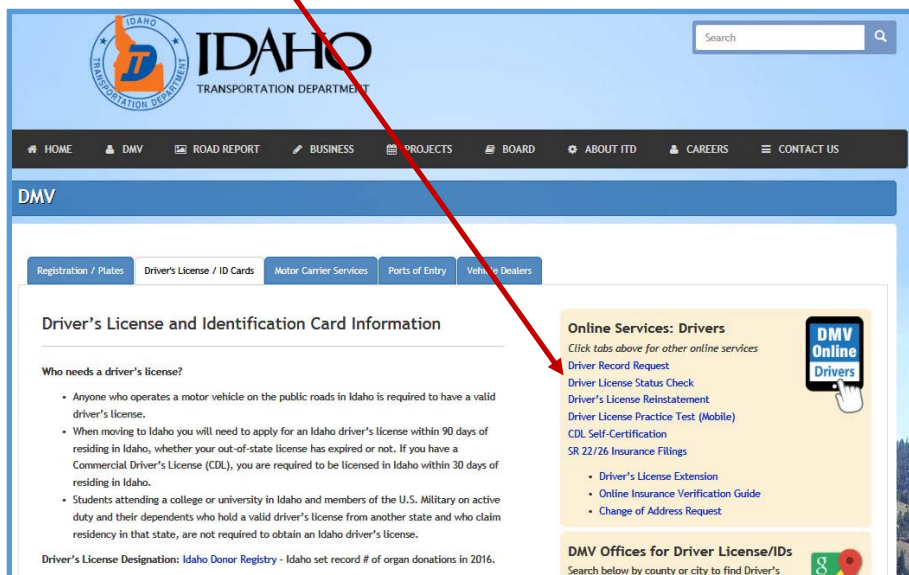 IDAHO
TRANSPORTATION DEPARTMENT
IDAHO
TRANSPORTATION DEPARTMENT
Search
HOME DMV ROAD REPORT BUSINESS PROJECTS BOARD ABOUT ITD CAREERS CONTACT US
DMV
Registration / Plates Driver's License / ID Cards Motor Carrier Services Ports of Entry Vehicle Dealers
Driver's License and Identification Card Information
Who needs a driver's license?
• Anyone who operates a motor vehicle on the public roads in Idaho is required to have a valid
driver's license.
• When moving to Idaho you will need to apply for an Idaho driver's license within 90 days of
residing in Idaho, whether your out-of-state license has expired or not. If you have a
Commercial Driver's License (CDL), you are required to be licensed in Idaho within 30 days of
residing in Idaho.
• Students attending a college or university in Idaho and members of the U.S. Military on active
duty and their dependents who hold a valid driver's license from another state and who claim
residency in that state, are not required to obtain an Idaho driver's license.
Driver's License Designation: Idaho Donor Registry - Idaho set record # of organ donations in 2016.
Online Services: Drivers
Click tabs above for other online services
Driver Record Request
Driver License Status Check
Driver's License Reinstatement
Driver License Practice Test (Mobile)
CDL Self-Certification
SR 22/26 Insurance Filings
• Driver's License Extension
• Online Insurance Verification Guide
• Change of Address Request
DMV
Online
Drivers
DMV Offices for Driver License/IDs
Search below by county or city to find Driver's
8